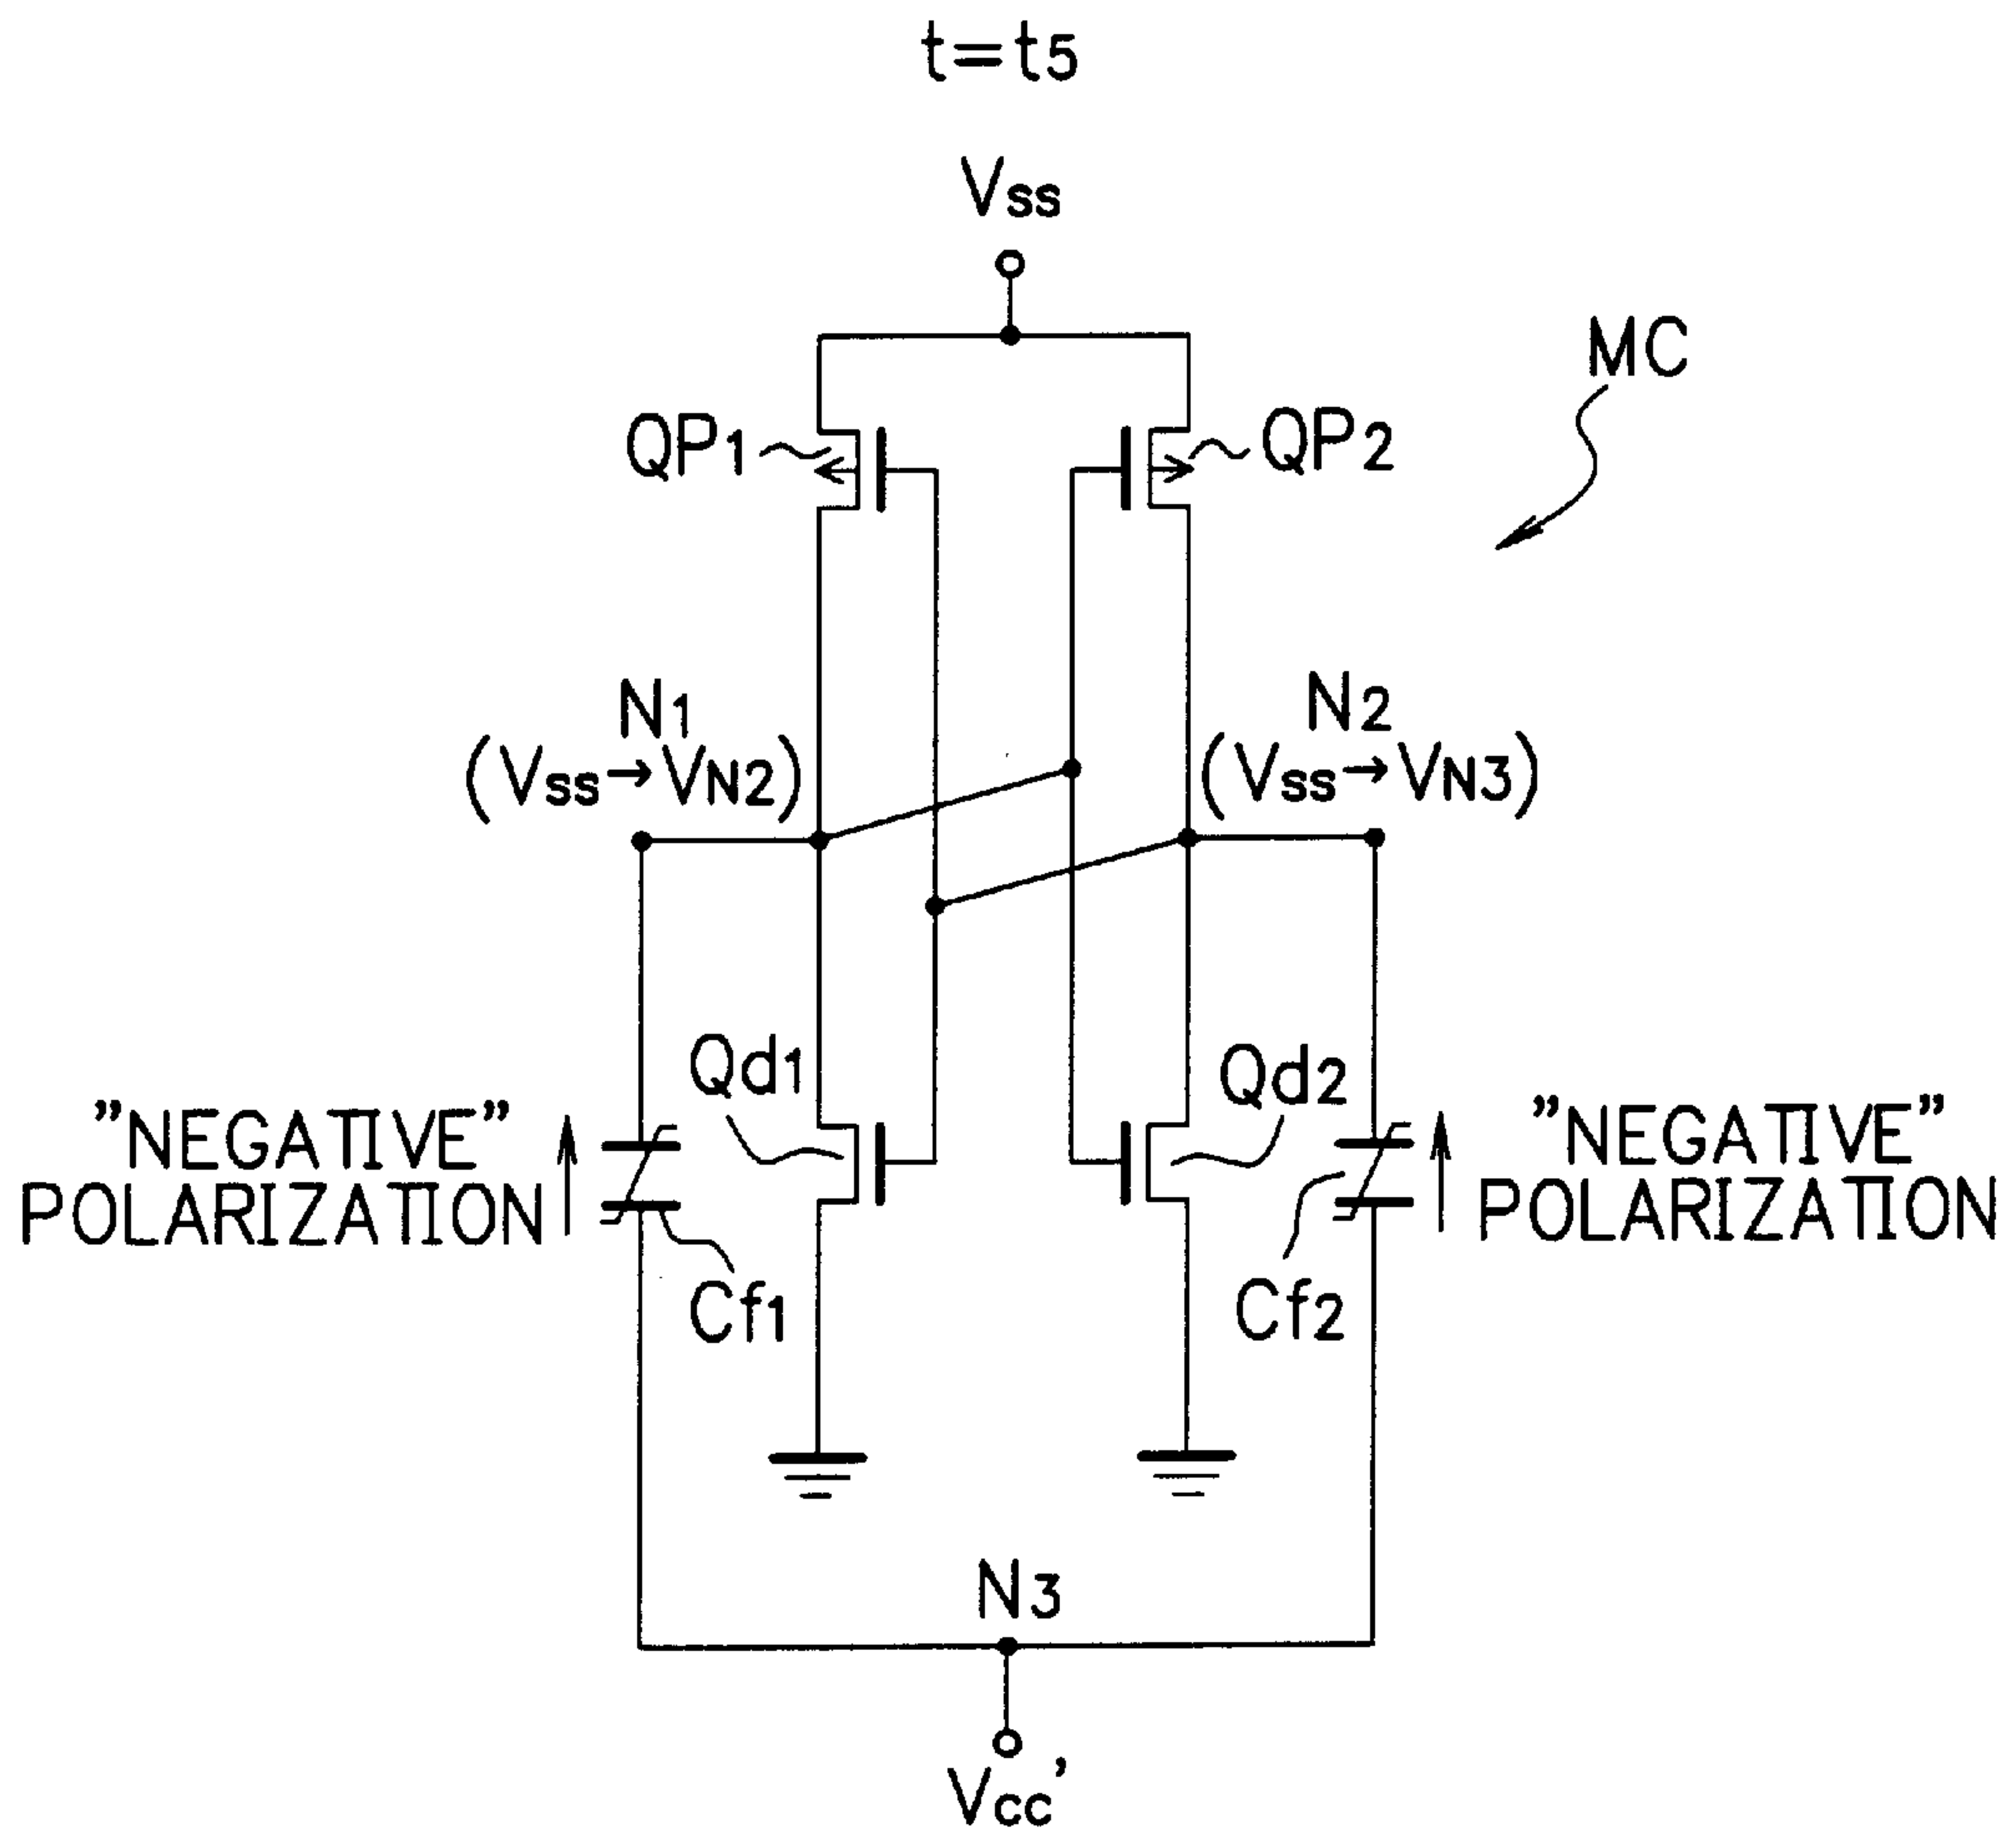 t=t5
Vss
MC
QP1
QP2
N1
(Vss→VN2)
N2
(Vss→VN3)
Qd1
Qd2
”NEGATIVE”
POLARIZATION
”NEGATIVE”
POLARIZATION
Cf1
Cf2
N3
Vcc’